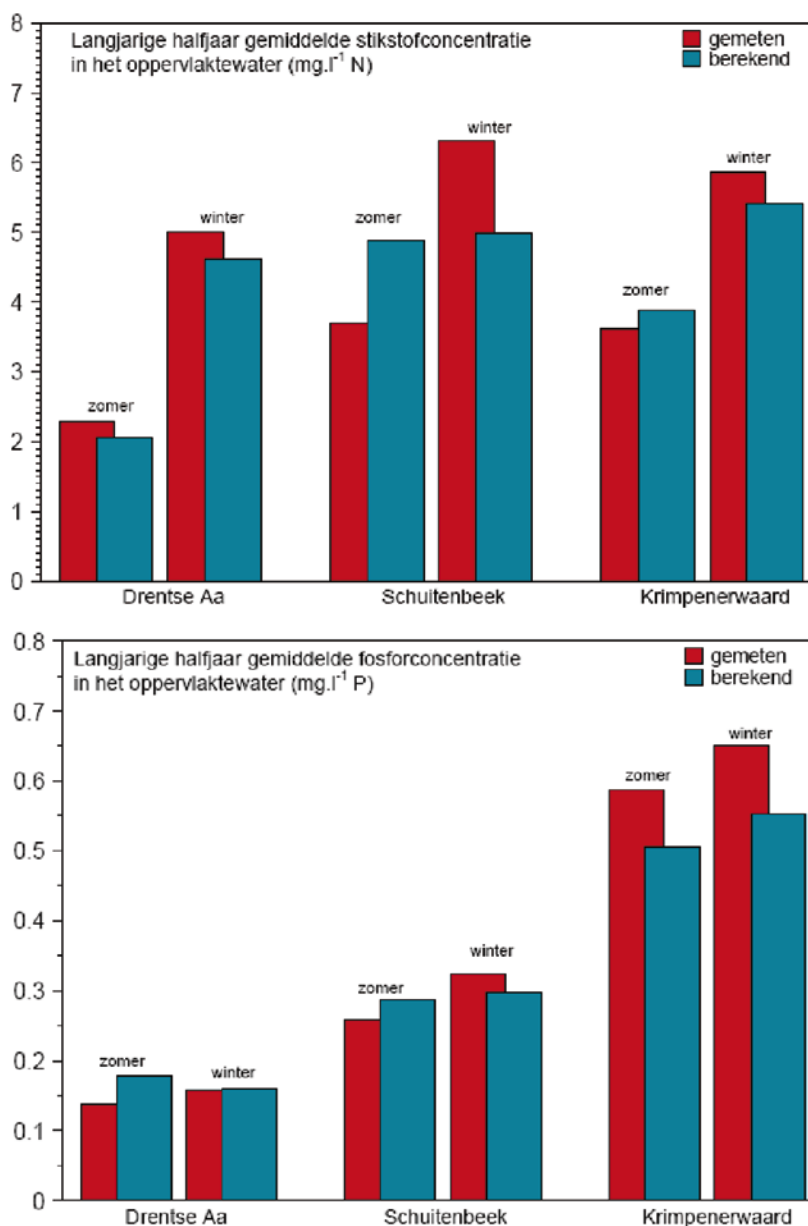 8
Langjarige halfjaar gemiddelde stikstofconcentratie
in het oppervlaktewater (mg.l⁻¹ N)
gemeten
berekend
7
winter
6
winter
winter
zomer
5
zomer
4
3
zomer
2
1
0
Drentse Aa
Schuitenbeek
Krimpenerwaard
0.8
Langjarige halfjaar gemiddelde fosforconcentratie
in het oppervlaktewater (mg.l⁻¹ P)
gemeten
berekend
0.7
winter
zomer
0.6
0.5
0.4
winter
zomer
0.3
zomer
winter
0.2
0.1
0
Drentse Aa
Schuitenbeek
Krimpenerwaard